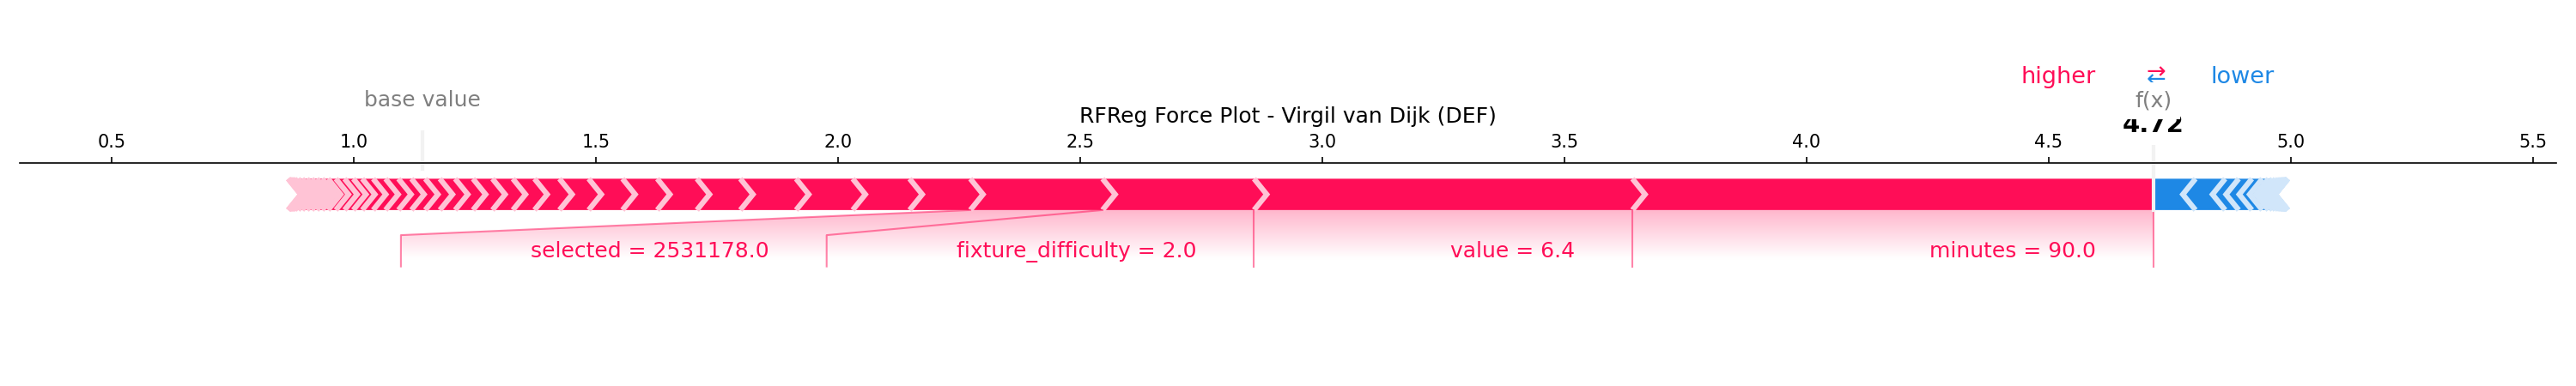 higher ⇄ lower
base value
f(x)
RFReg Force Plot - Virgil van Dijk (DEF)
4.72
0.5 1.0 1.5 2.0 2.5 3.0 3.5 4.0 4.5 5.0 5.5
selected = 2531178.0 fixture_difficulty = 2.0 value = 6.4 minutes = 90.0